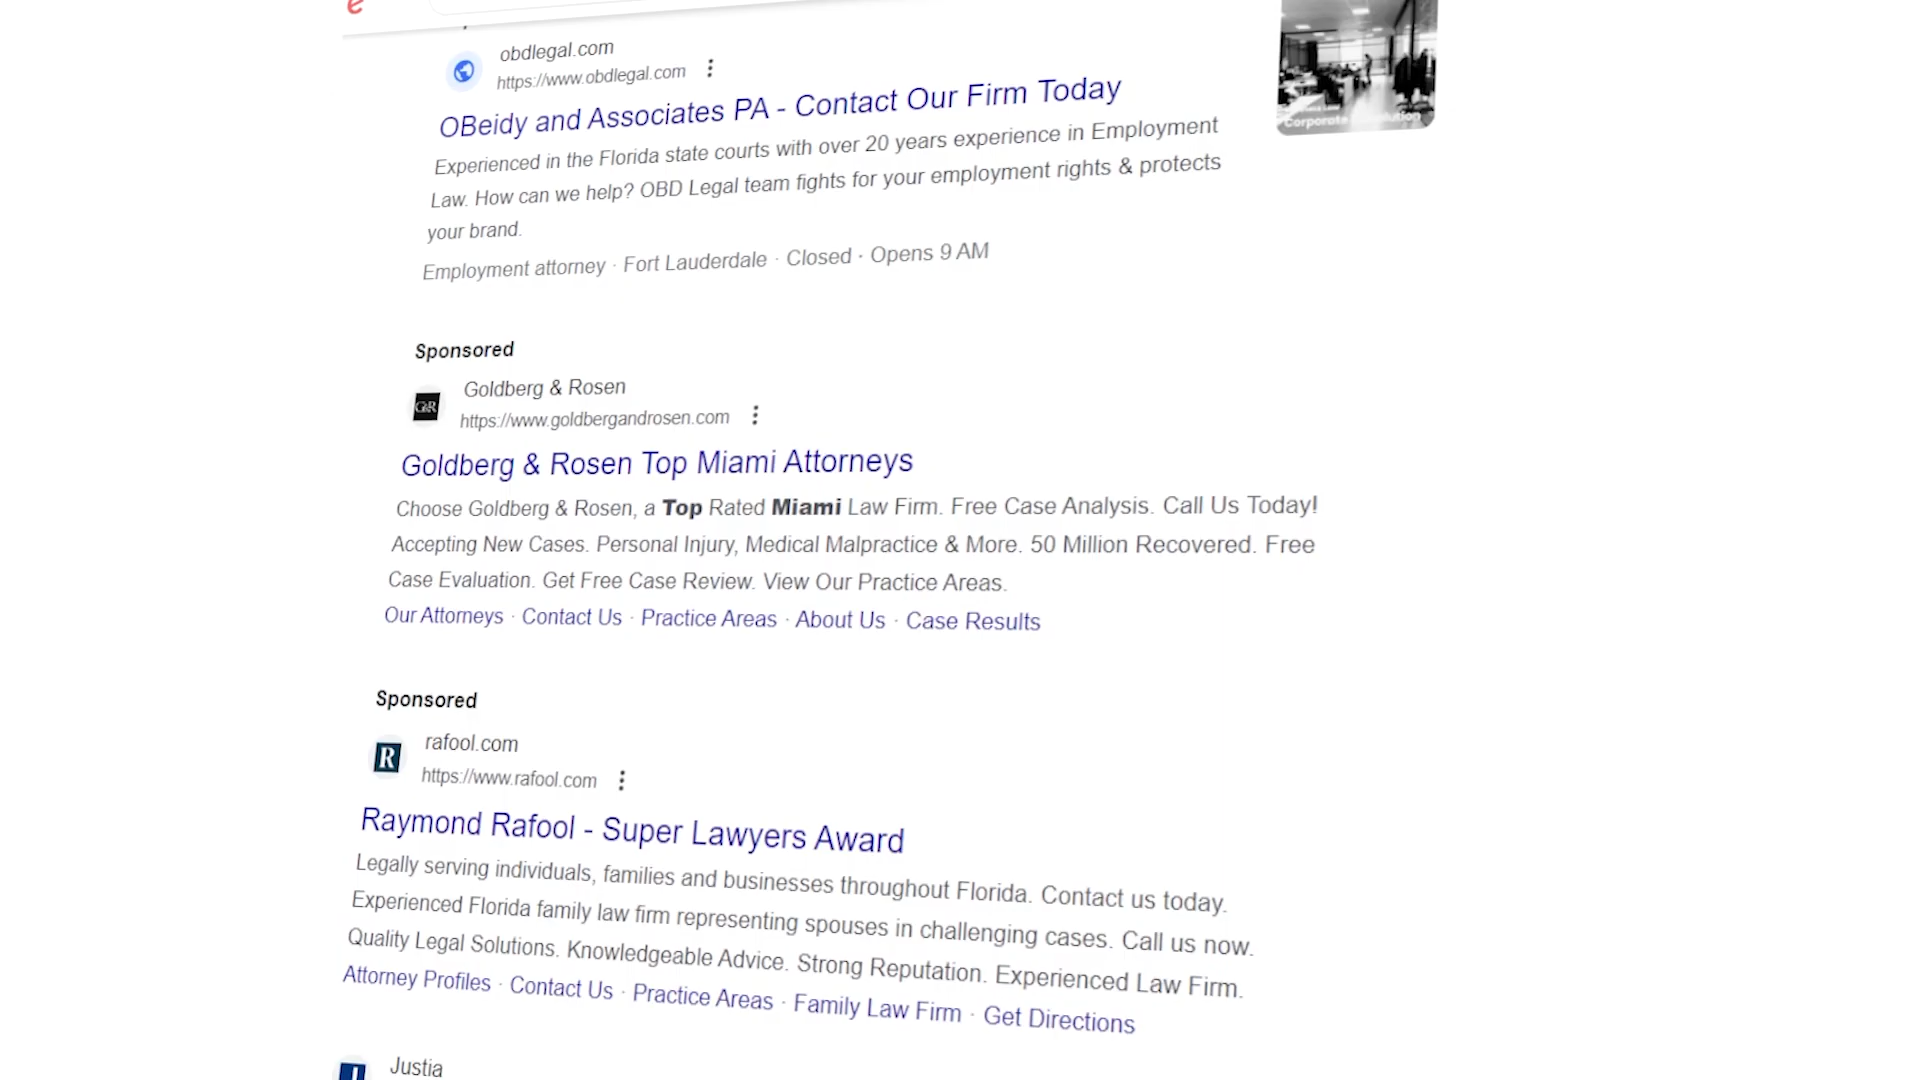 e
obdlegal.com
https://www.obdlegal.com
OBeidy and Associates PA - Contact Our Firm Today
Experienced in the Florida state courts with over 20 years experience in Employment
Law. How can we help? OBD Legal team fights for your employment rights & protects
your brand.
Employment attorney · Fort Lauderdale · Closed · Opens 9 AM
Corporate
Sponsored
G&R
Goldberg & Rosen
https://www.goldbergandrosen.com
Goldberg & Rosen Top Miami Attorneys
Choose Goldberg & Rosen, a Top Rated Miami Law Firm. Free Case Analysis. Call Us Today!
Accepting New Cases. Personal Injury, Medical Malpractice & More. 50 Million Recovered. Free
Case Evaluation. Get Free Case Review. View Our Practice Areas.
Our Attorneys · Contact Us · Practice Areas · About Us · Case Results
Sponsored
R
rafool.com
https://www.rafool.com
Raymond Rafool - Super Lawyers Award
Legally serving individuals, families and businesses throughout Florida. Contact us today.
Experienced Florida family law firm representing spouses in challenging cases. Call us now.
Quality Legal Solutions. Knowledgeable Advice. Strong Reputation. Experienced Law Firm.
Attorney Profiles · Contact Us · Practice Areas · Family Law Firm · Get Directions
Justia